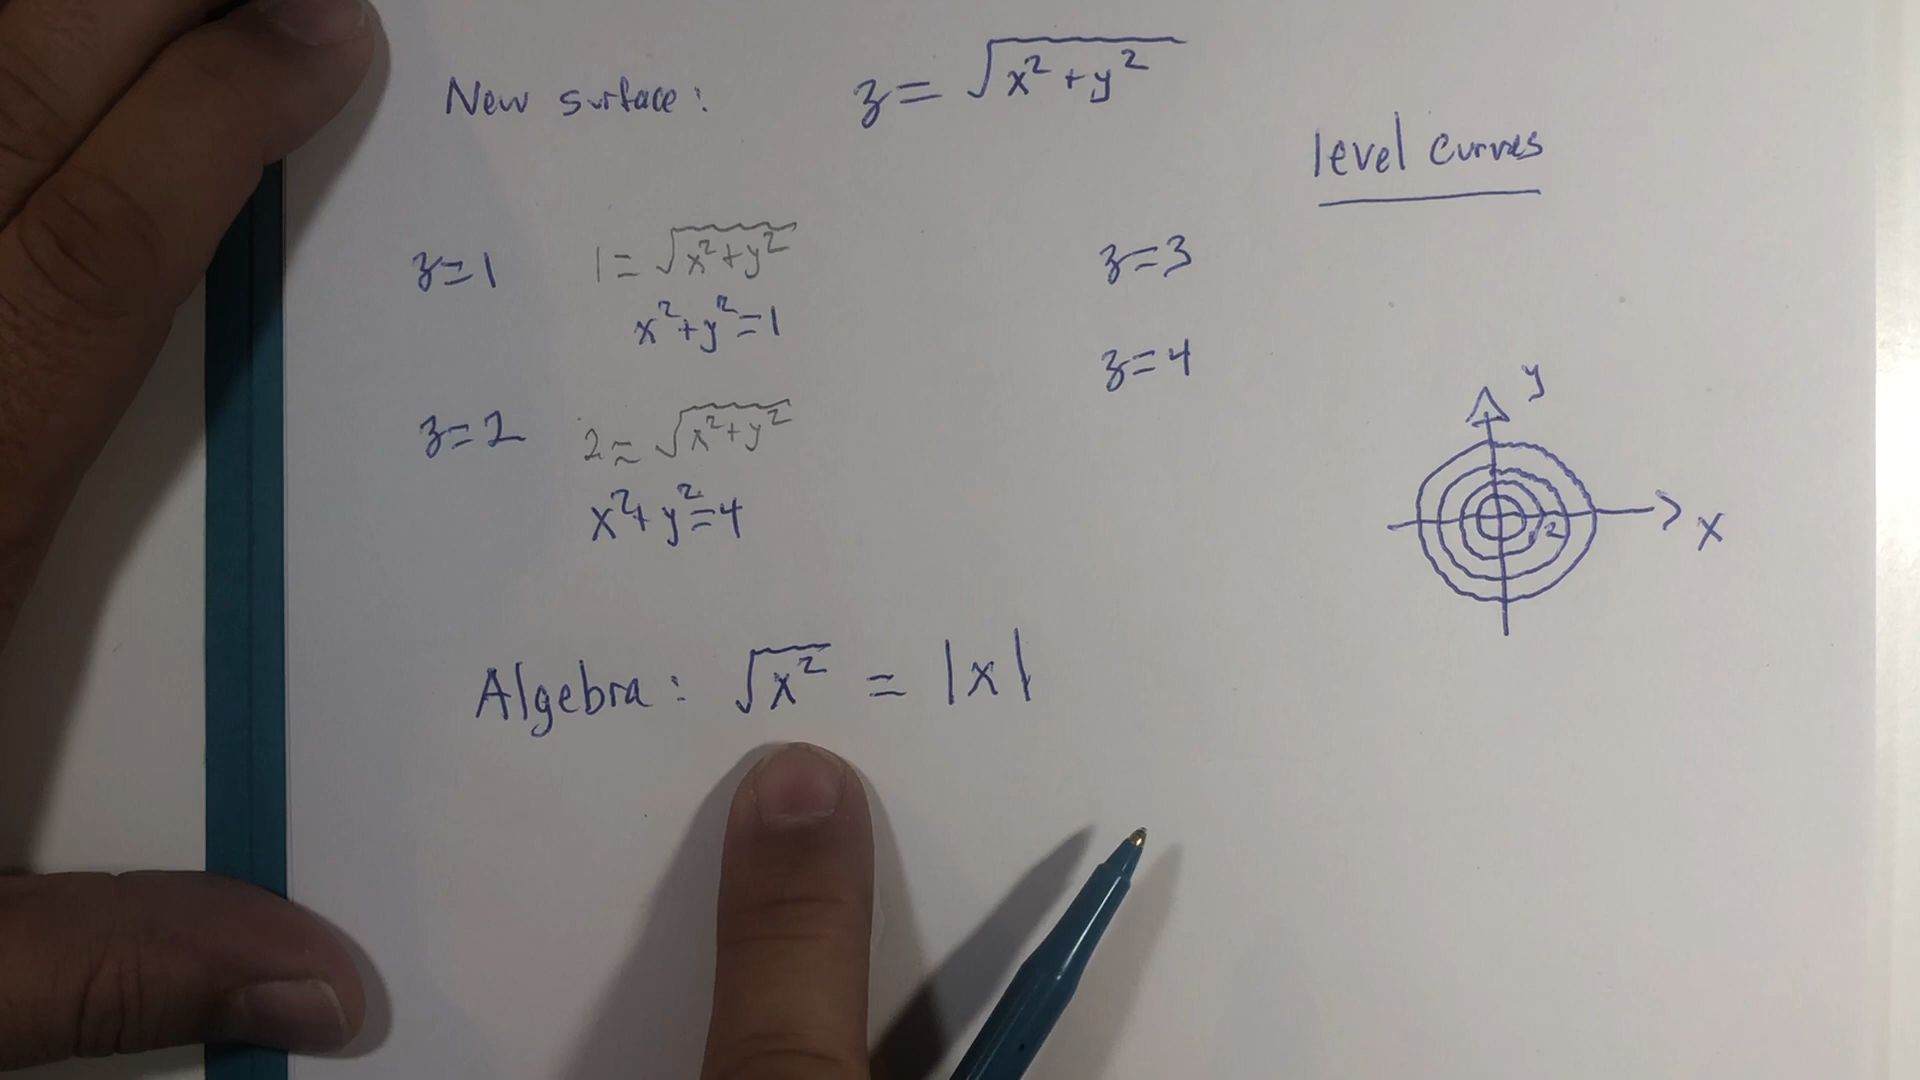 New surface: z = √(x² + y²)
level curves
z = 1 1 = √(x² + y²)
x² + y² = 1
z = 2 2 = √(x² + y²)
x² + y² = 4
z = 3
z = 4
y
2
x
Algebra: √(x²) = |x|